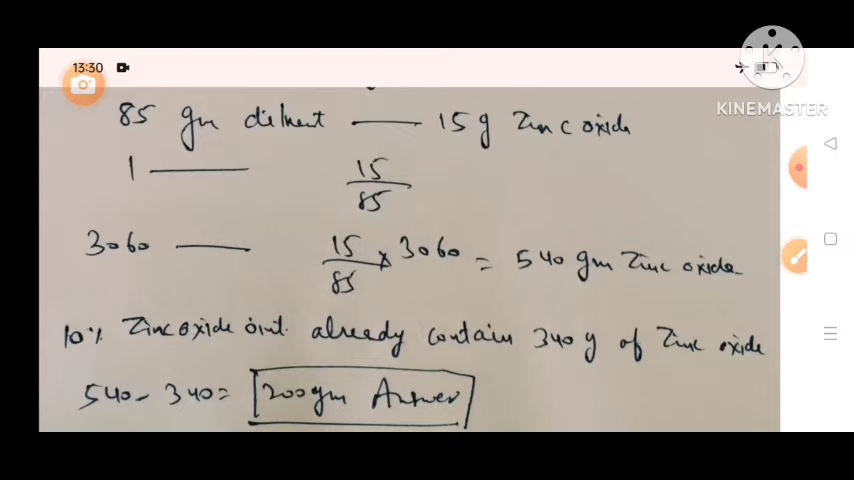 13:30
KINEMASTER
85 gm diluent — 15 g Zinc oxide
1 — 15/85
3060 — 15/85 × 3060 = 540 gm Zinc oxide
10% Zinc oxide oint. already contain 340 g of Zinc oxide
540 - 340 = 200 gm Answer